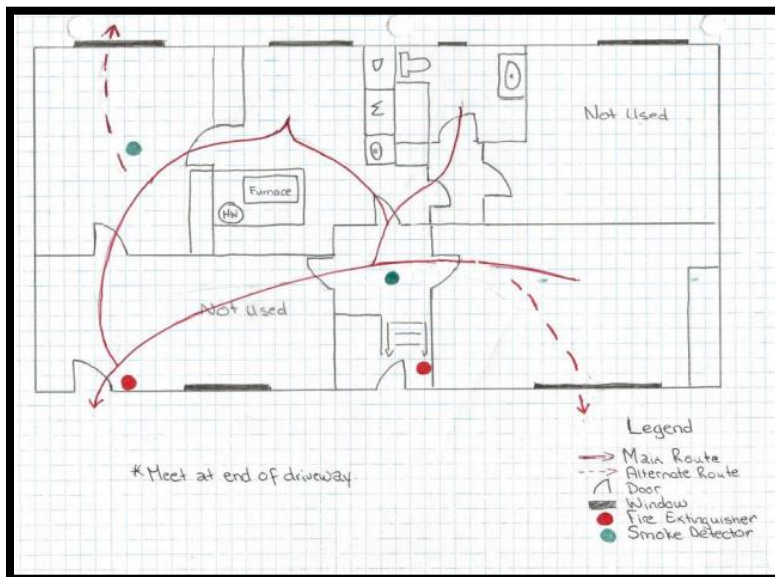 Not Used
Furnace
HW
Not Used
Legend
Main Route
*Meet at end of driveway.
Alternate Route
Door
Window
Fire Extinguisher
Smoke Detector